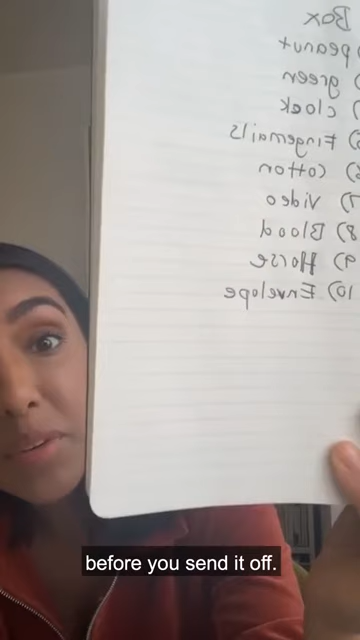 Box
peanut
) green
) clock
5) Fingernails
6) cotton
7) Video
8) Blood
9) Horse
10) Envelope
before you send it off.